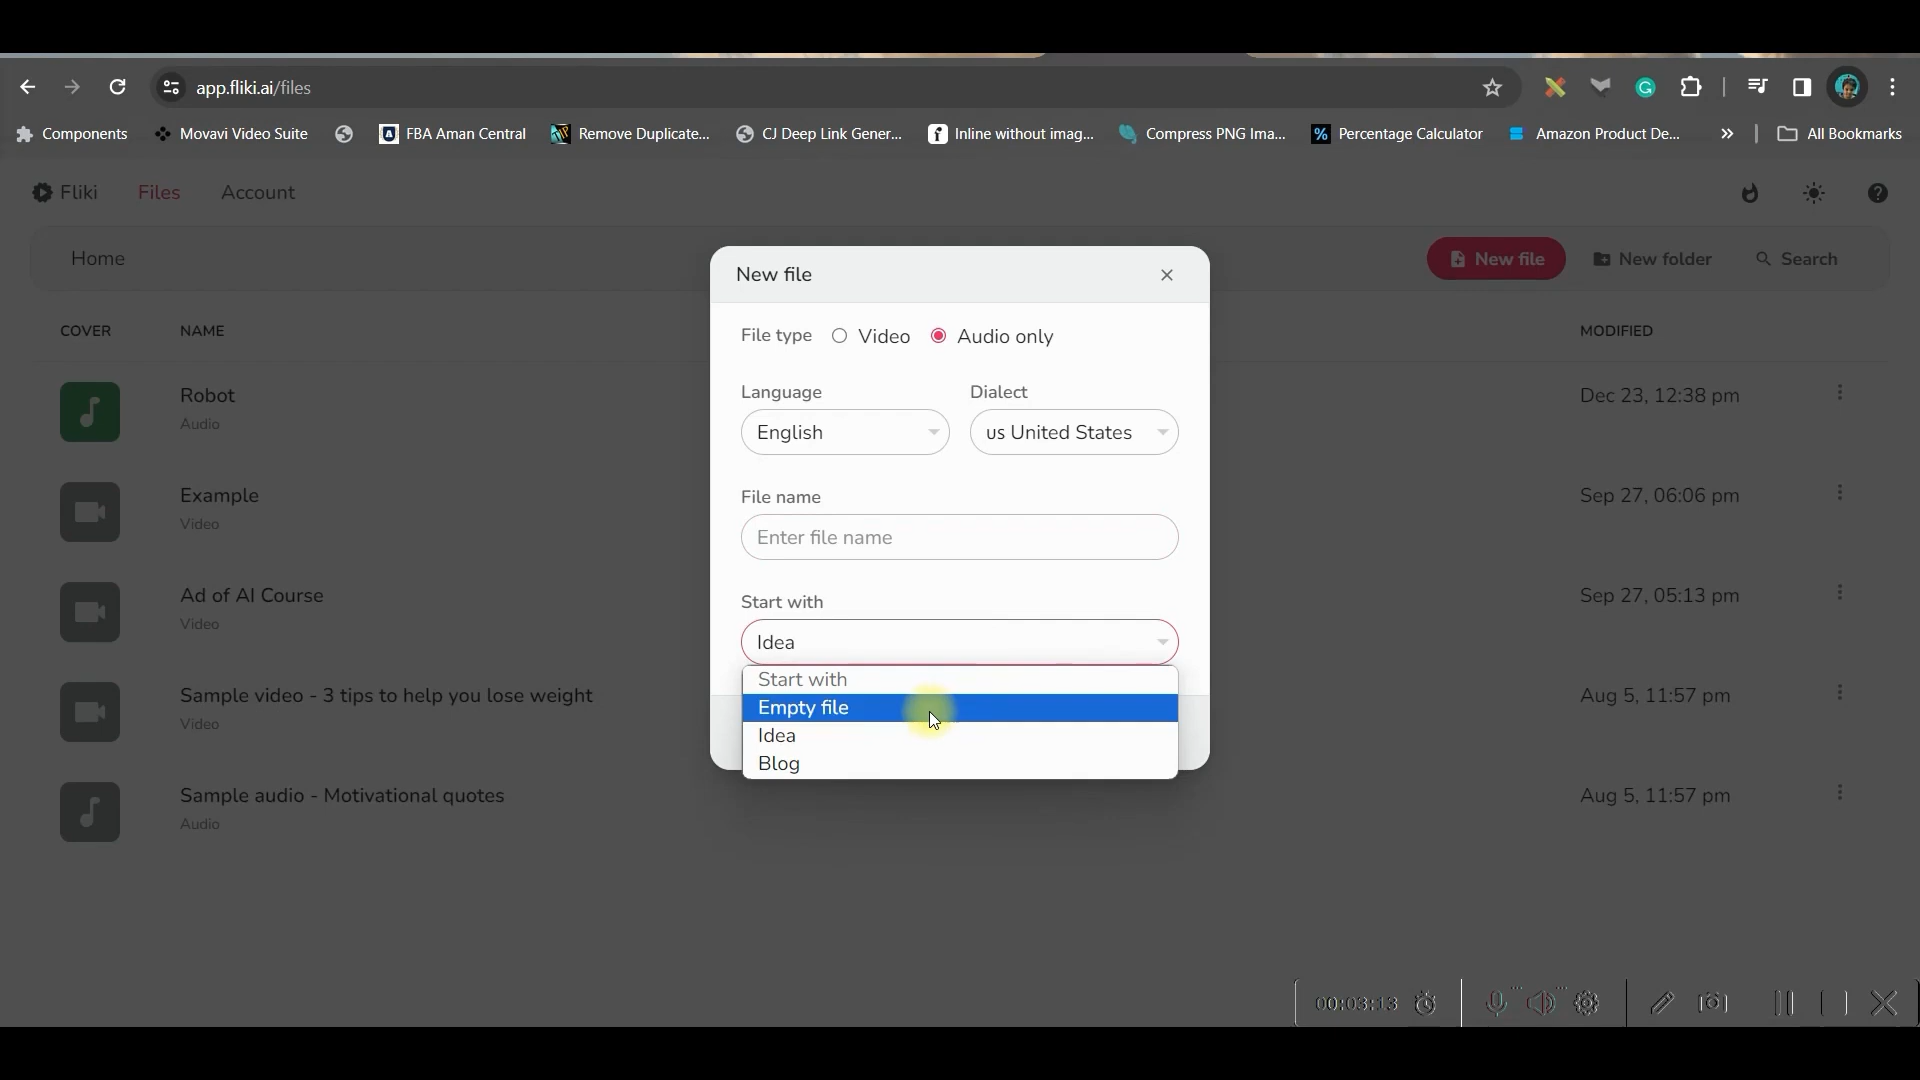 app.fliki.ai/files
Components Movavi Video Suite FBA Aman Central Remove Duplicate... CJ Deep Link Gener... Inline without imag... Compress PNG Ima... % Percentage Calculator Amazon Product De... » All Bookmarks
Fliki Files Account
Home New file New folder Search
COVER NAME MODIFIED
Robot Dec 23, 12:38 pm
Audio
Example Sep 27, 06:06 pm
Video
Ad of AI Course Sep 27, 05:13 pm
Video
Sample video - 3 tips to help you lose weight Aug 5, 11:57 pm
Video
Sample audio - Motivational quotes Aug 5, 11:57 pm
Audio
New file
File type Video Audio only
Language Dialect
English us United States
File name
Enter file name
Start with
Idea
Start with
Empty file
Idea
Blog
00:03:13